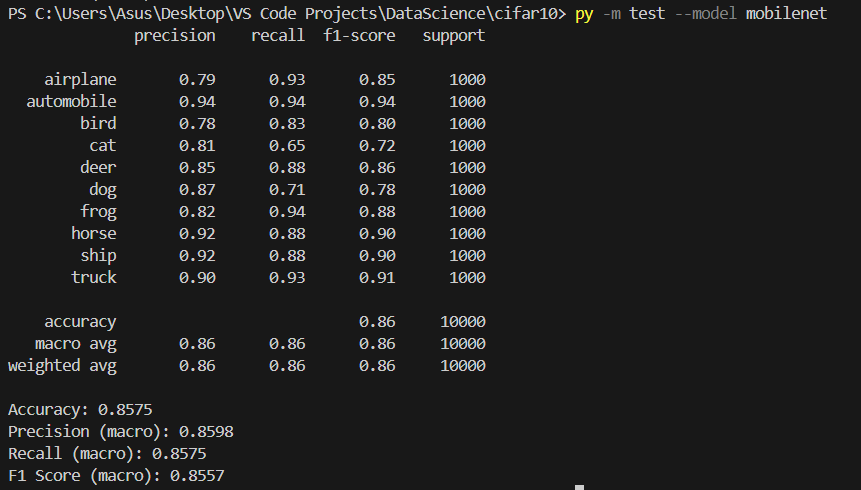 PS C:\Users\Asus\Desktop\VS Code Projects\DataScience\cifar10> py -m test --model mobilenet
precision recall f1-score support
airplane 0.79 0.93 0.85 1000
automobile 0.94 0.94 0.94 1000
bird 0.78 0.83 0.80 1000
cat 0.81 0.65 0.72 1000
deer 0.85 0.88 0.86 1000
dog 0.87 0.71 0.78 1000
frog 0.82 0.94 0.88 1000
horse 0.92 0.88 0.90 1000
ship 0.92 0.88 0.90 1000
truck 0.90 0.93 0.91 1000
accuracy 0.86 10000
macro avg 0.86 0.86 0.86 10000
weighted avg 0.86 0.86 0.86 10000
Accuracy: 0.8575
Precision (macro): 0.8598
Recall (macro): 0.8575
F1 Score (macro): 0.8557